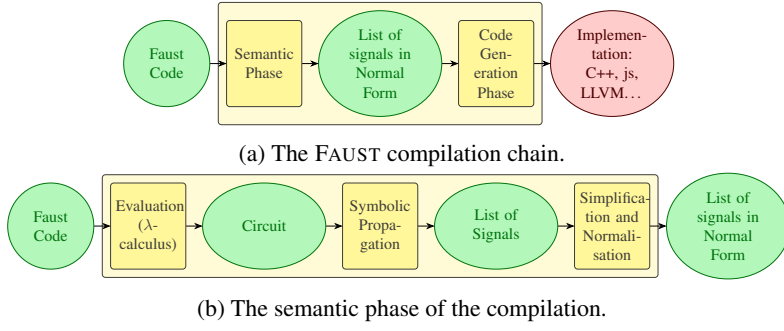 Faust
Code
Semantic
Phase
List of
signals in
Normal
Form
Code
Gen-
eration
Phase
Implemen-
tation:
C++, js,
LLVM...
(a) The FAUST compilation chain.
Faust
Code
Evaluation
(λ-
calculus)
Circuit
Symbolic
Propa-
gation
List of
Signals
Simplifica-
tion and
Normali-
sation
List of
signals in
Normal
Form
(b) The semantic phase of the compilation.